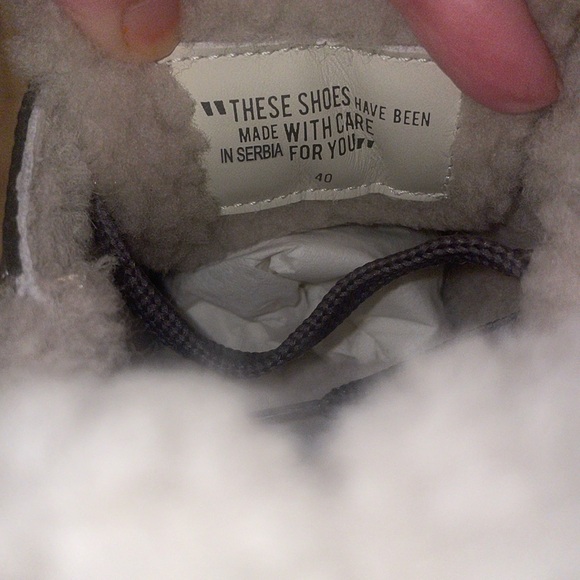 "THESE SHOES HAVE BEEN
MADE WITH CARE
IN SERBIA FOR YOU"
40